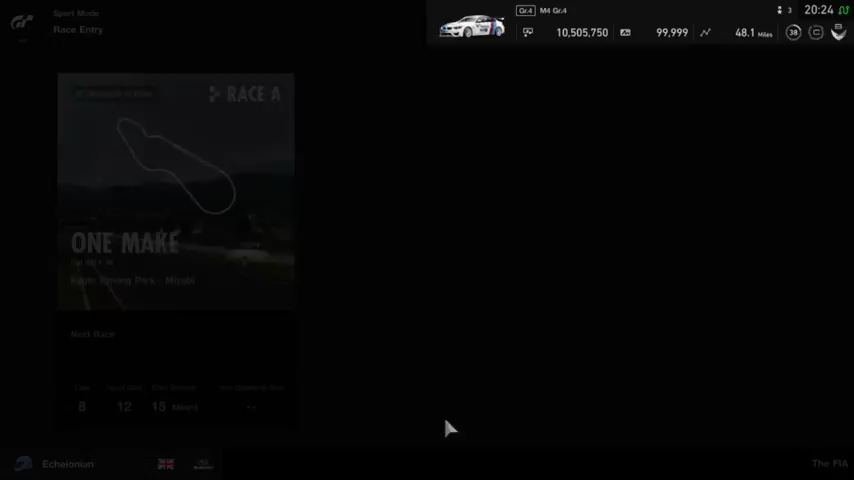 Sport Mode
Race Entry
Gr.4 M4 Gr.4
3 20:24
10,505,750 99,999 48.1 Miles 38 C
RACE A
ONE MAKE
Next Race
8 12 15
Echelonium
The FIA